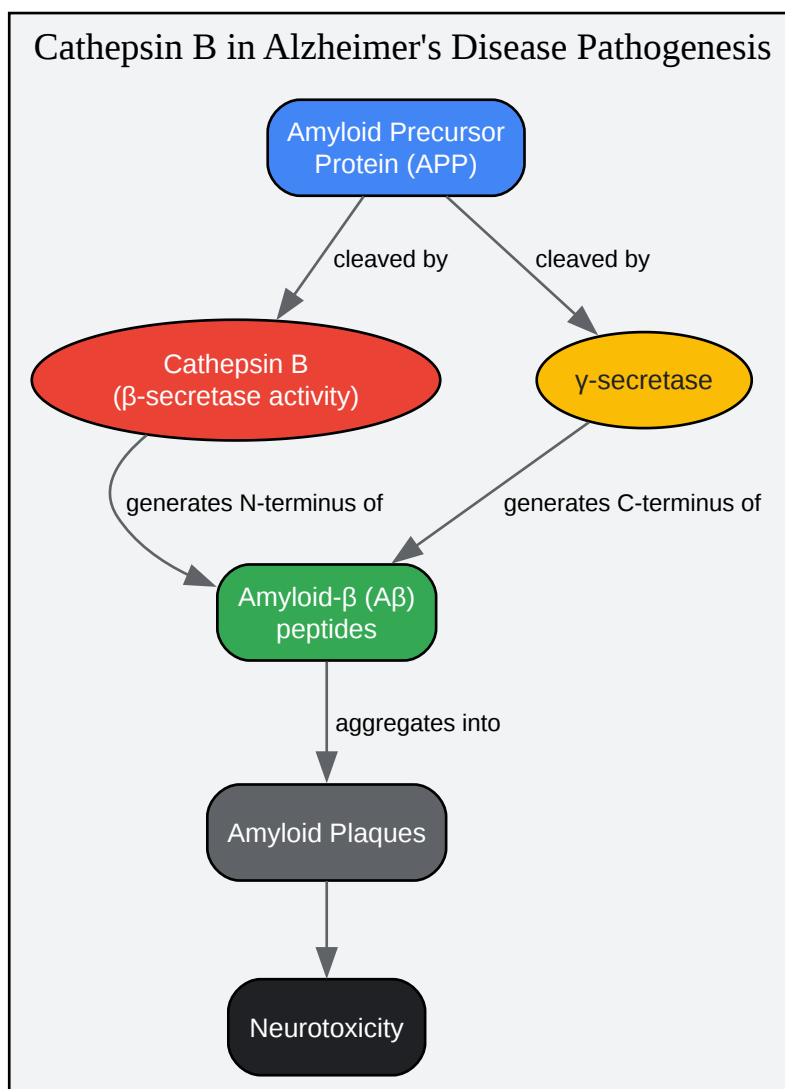 Cathepsin B in Alzheimer's Disease Pathogenesis
Amyloid Precursor
Protein (APP)
cleaved by
cleaved by
Cathepsin B
(β-secretase activity)
γ-secretase
generates N-terminus of
generates C-terminus of
Amyloid-β (Aβ)
peptides
aggregates into
Amyloid Plaques
Neurotoxicity